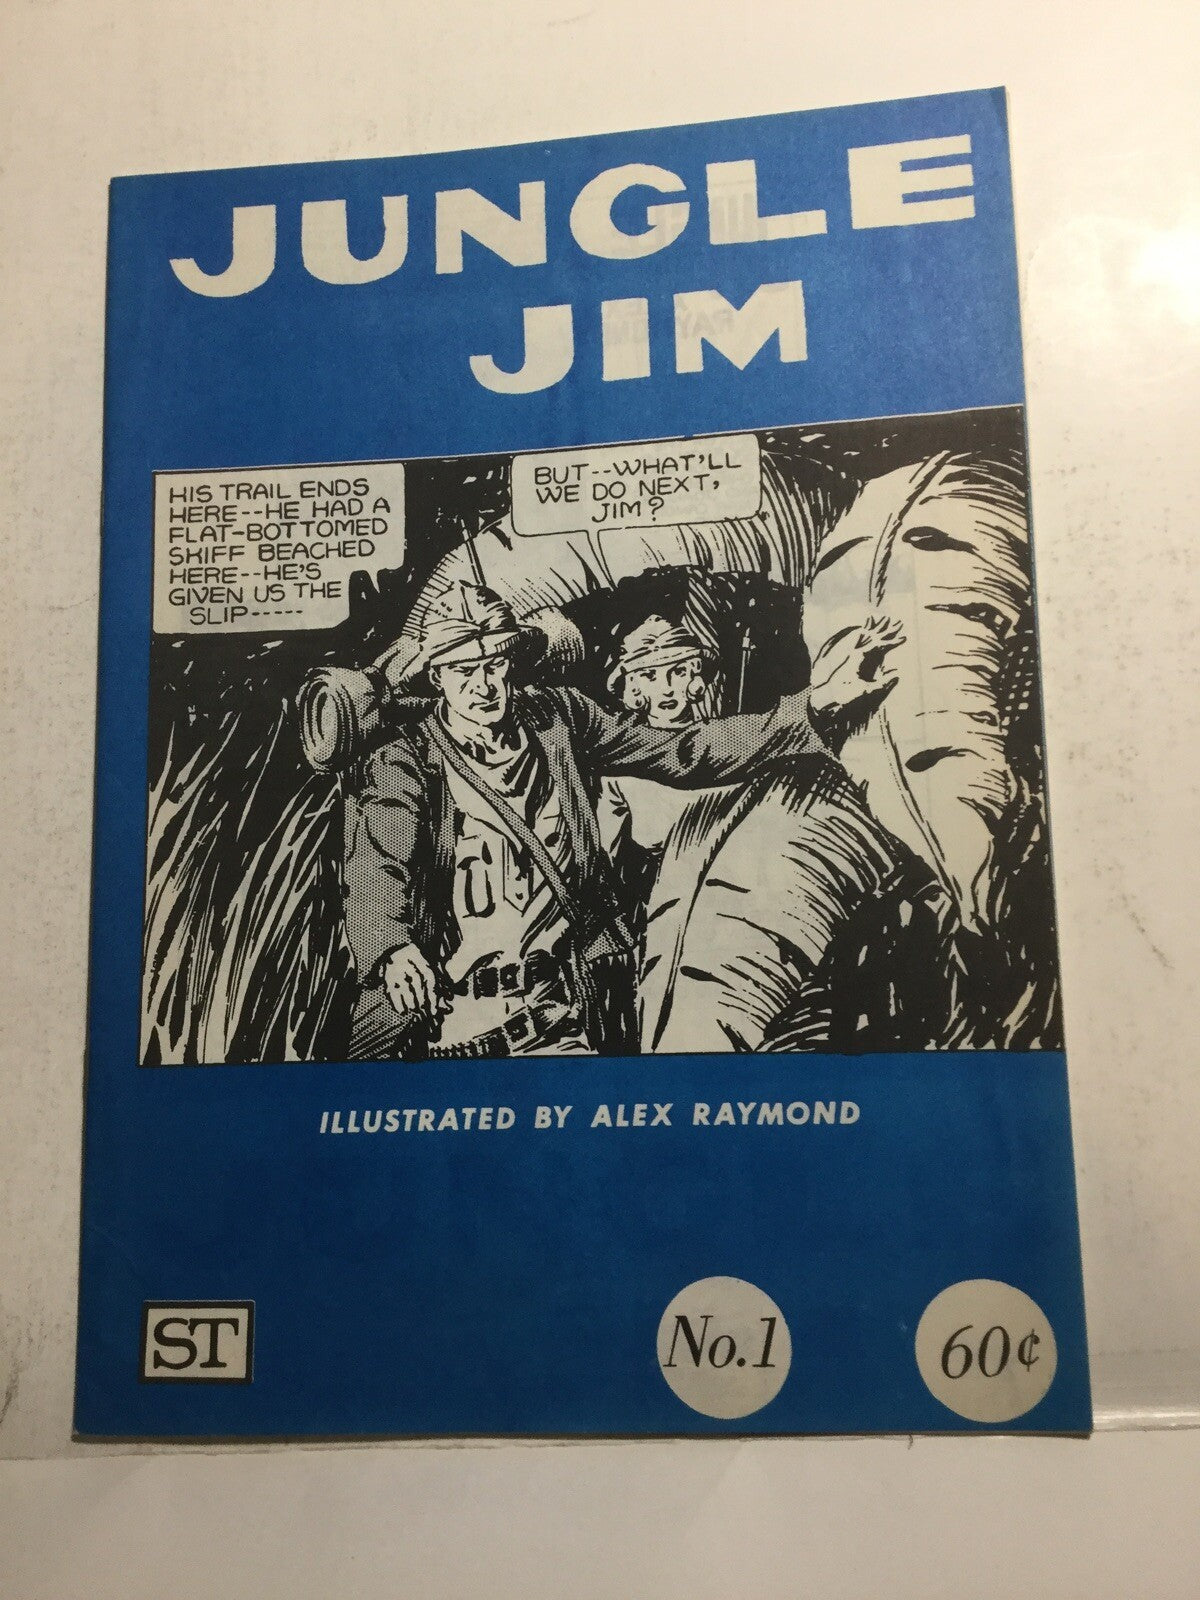 JUNGLE
JIM
HIS TRAIL ENDS
HERE--HE HAD A
FLAT-BOTTOMED
SKIFF BEACHED
HERE--HE'S
GIVEN US THE
SLIP-----
BUT--WHAT'LL
WE DO NEXT,
JIM?
ILLUSTRATED BY ALEX RAYMOND
ST
No.1
60¢